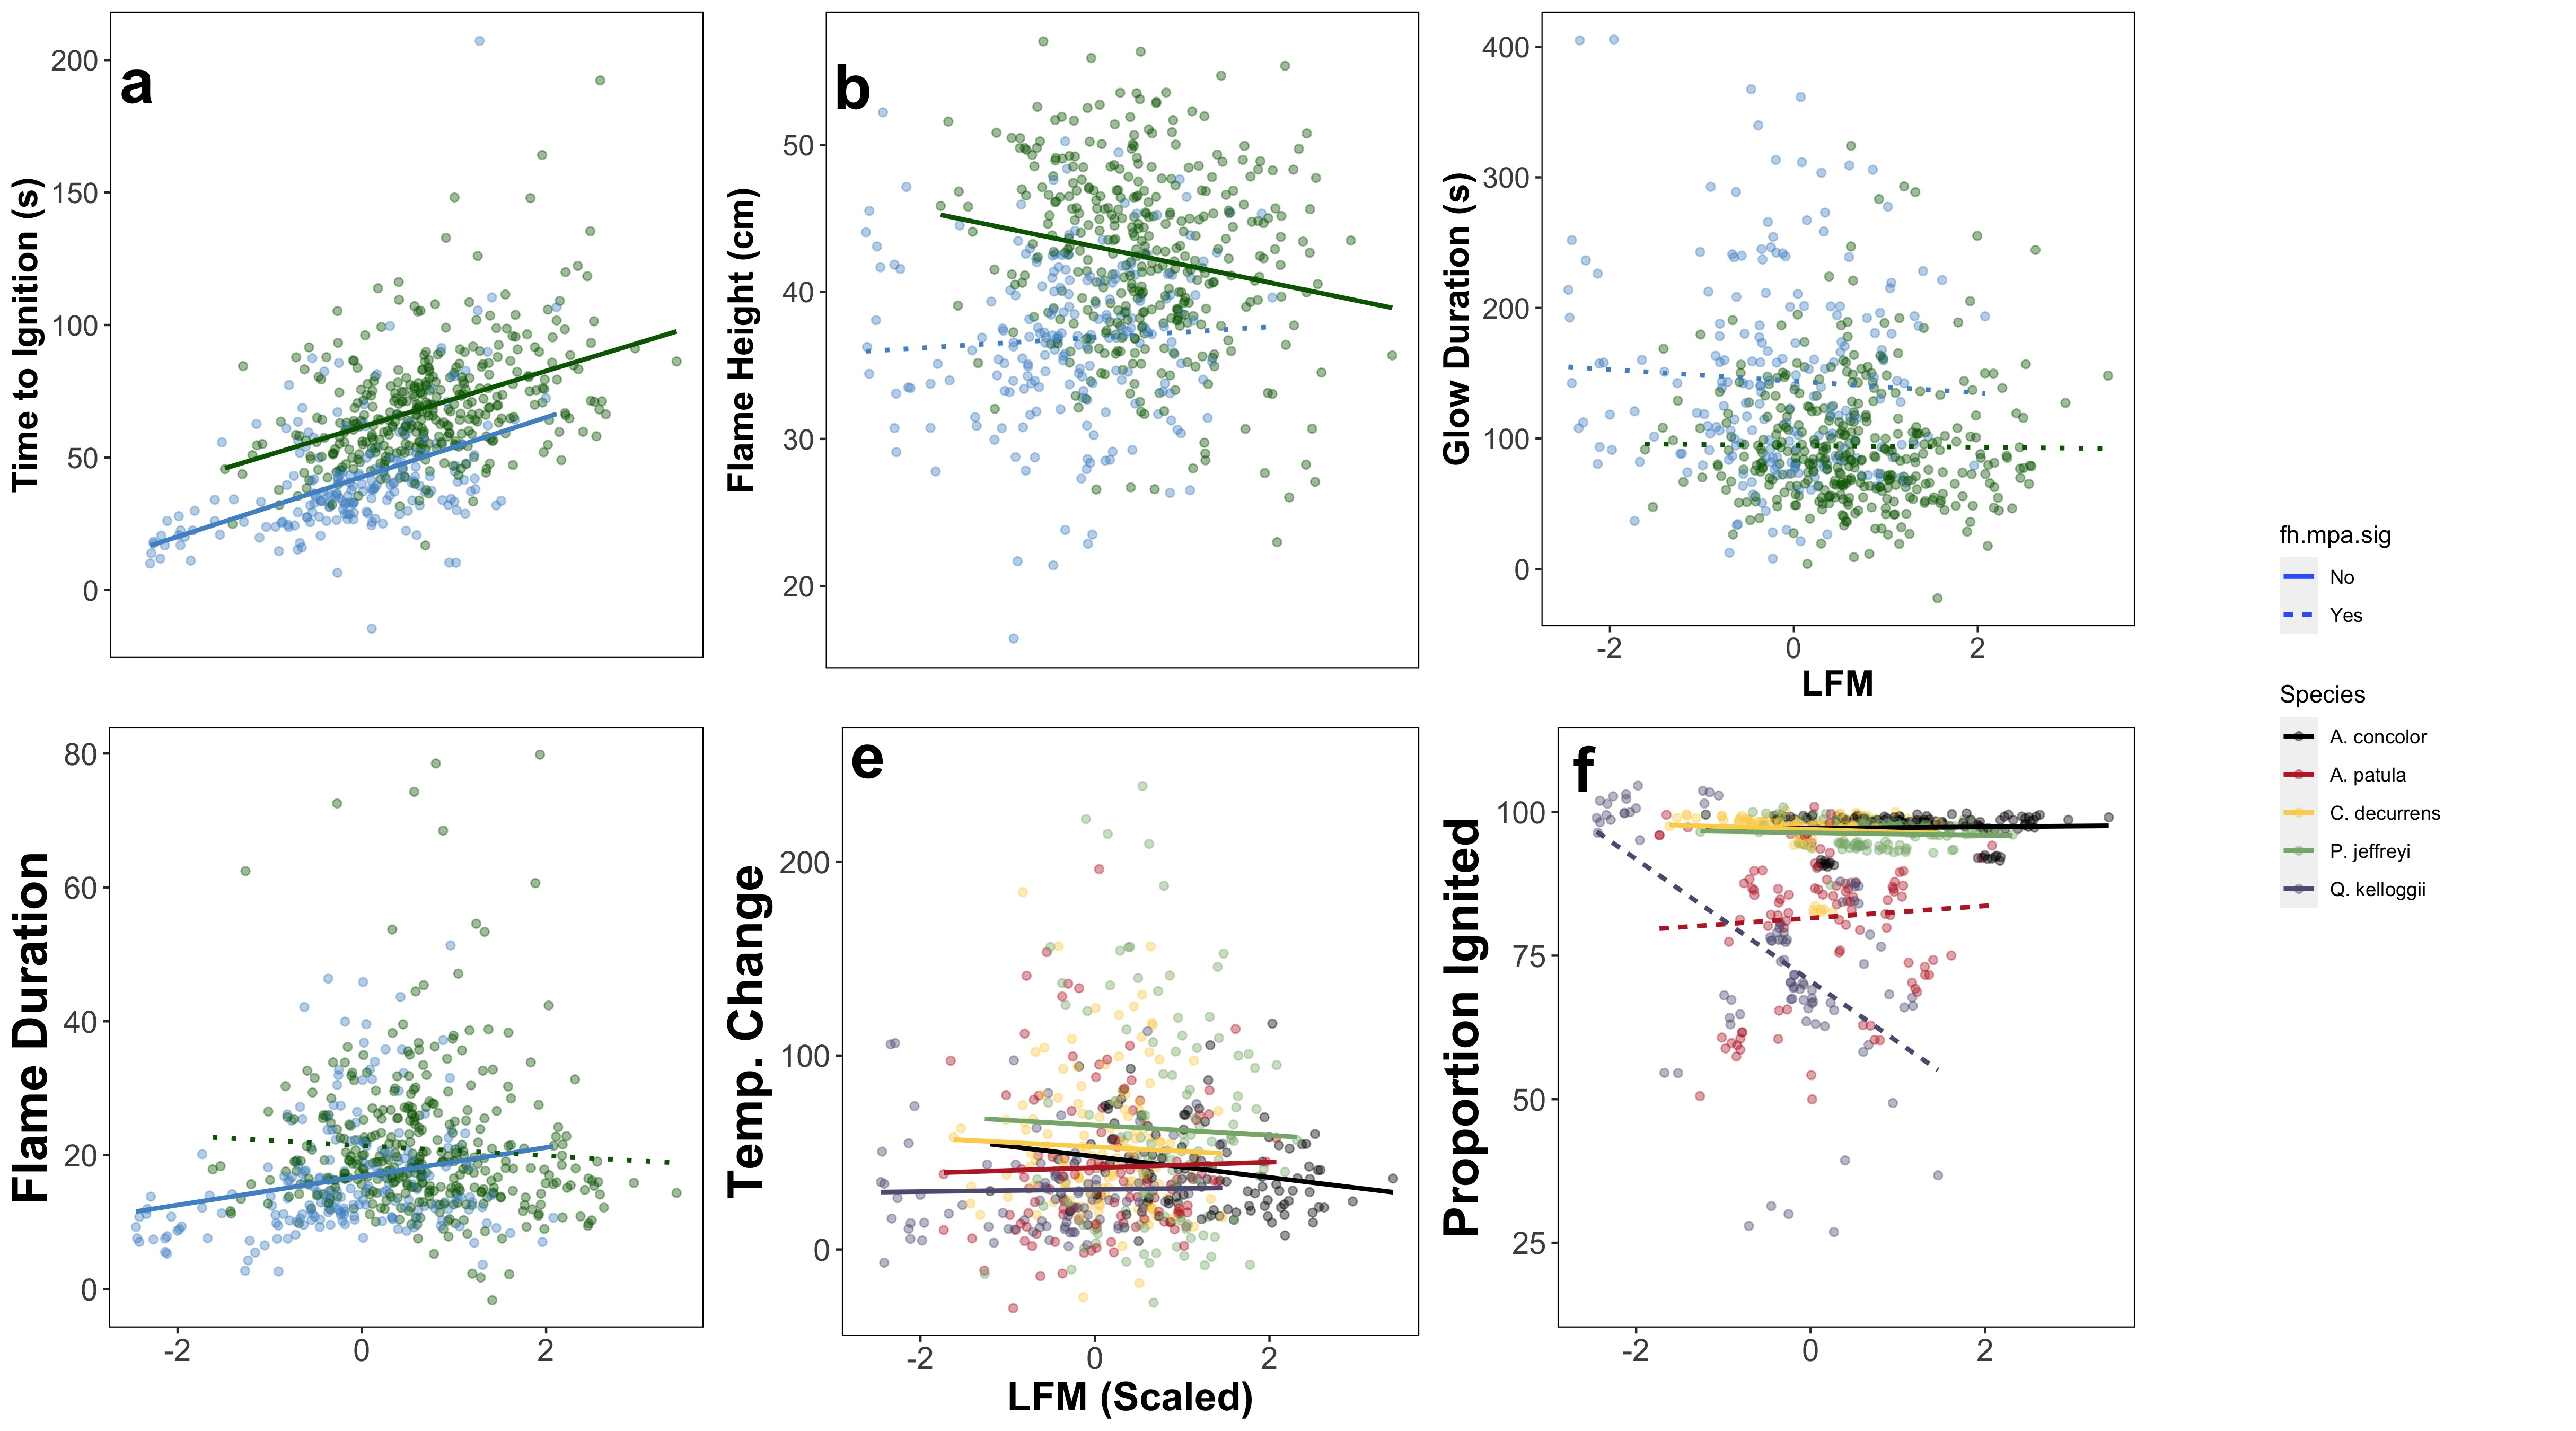 a
Time to Ignition (s)
200
150
100
50
0
b
Flame Height (cm)
50
40
30
20
Glow Duration (s)
400
300
200
100
0
-2 0 2
LFM
Flame Duration
80
60
40
20
0
-2 0 2
e
Temp. Change
200
100
0
-2 0 2
LFM (Scaled)
f
Proportion Ignited
100
75
50
25
-2 0 2
fh.mpa.sig
No
Yes
Species
A. concolor
A. patula
C. decurrens
P. jeffreyi
Q. kelloggii